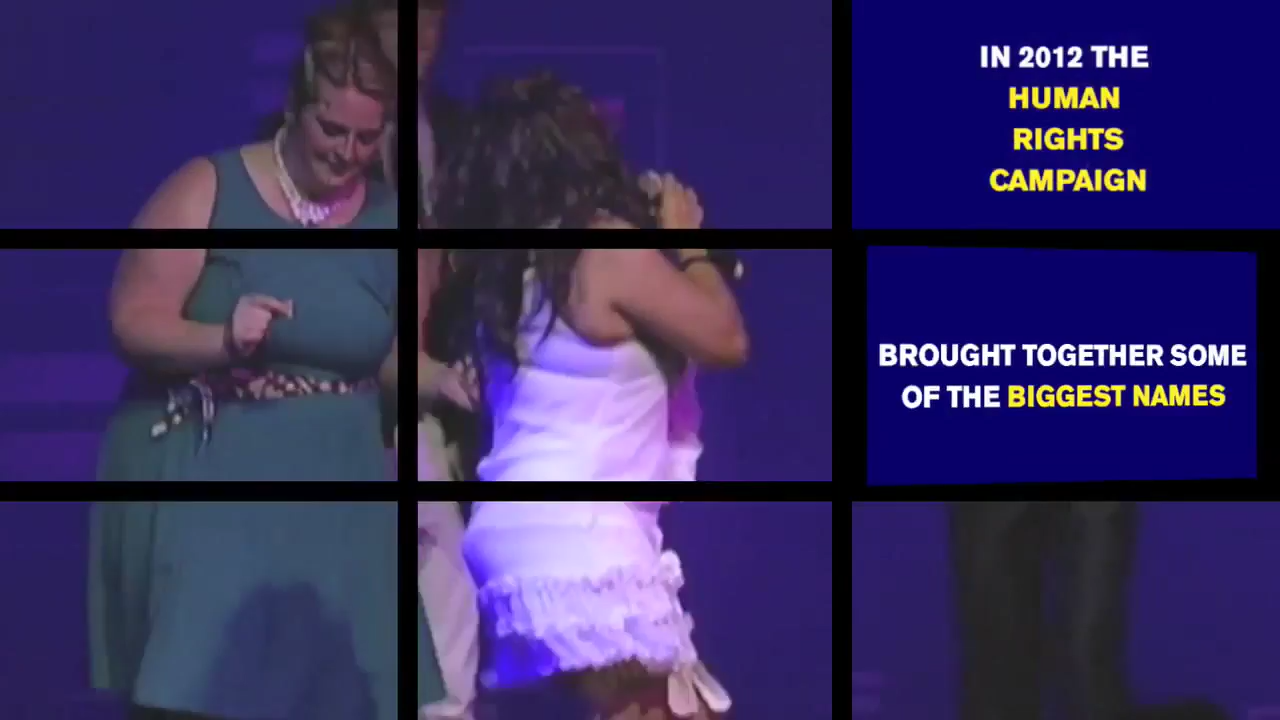 IN 2012 THE
HUMAN
RIGHTS
CAMPAIGN
BROUGHT TOGETHER SOME
OF THE BIGGEST NAMES